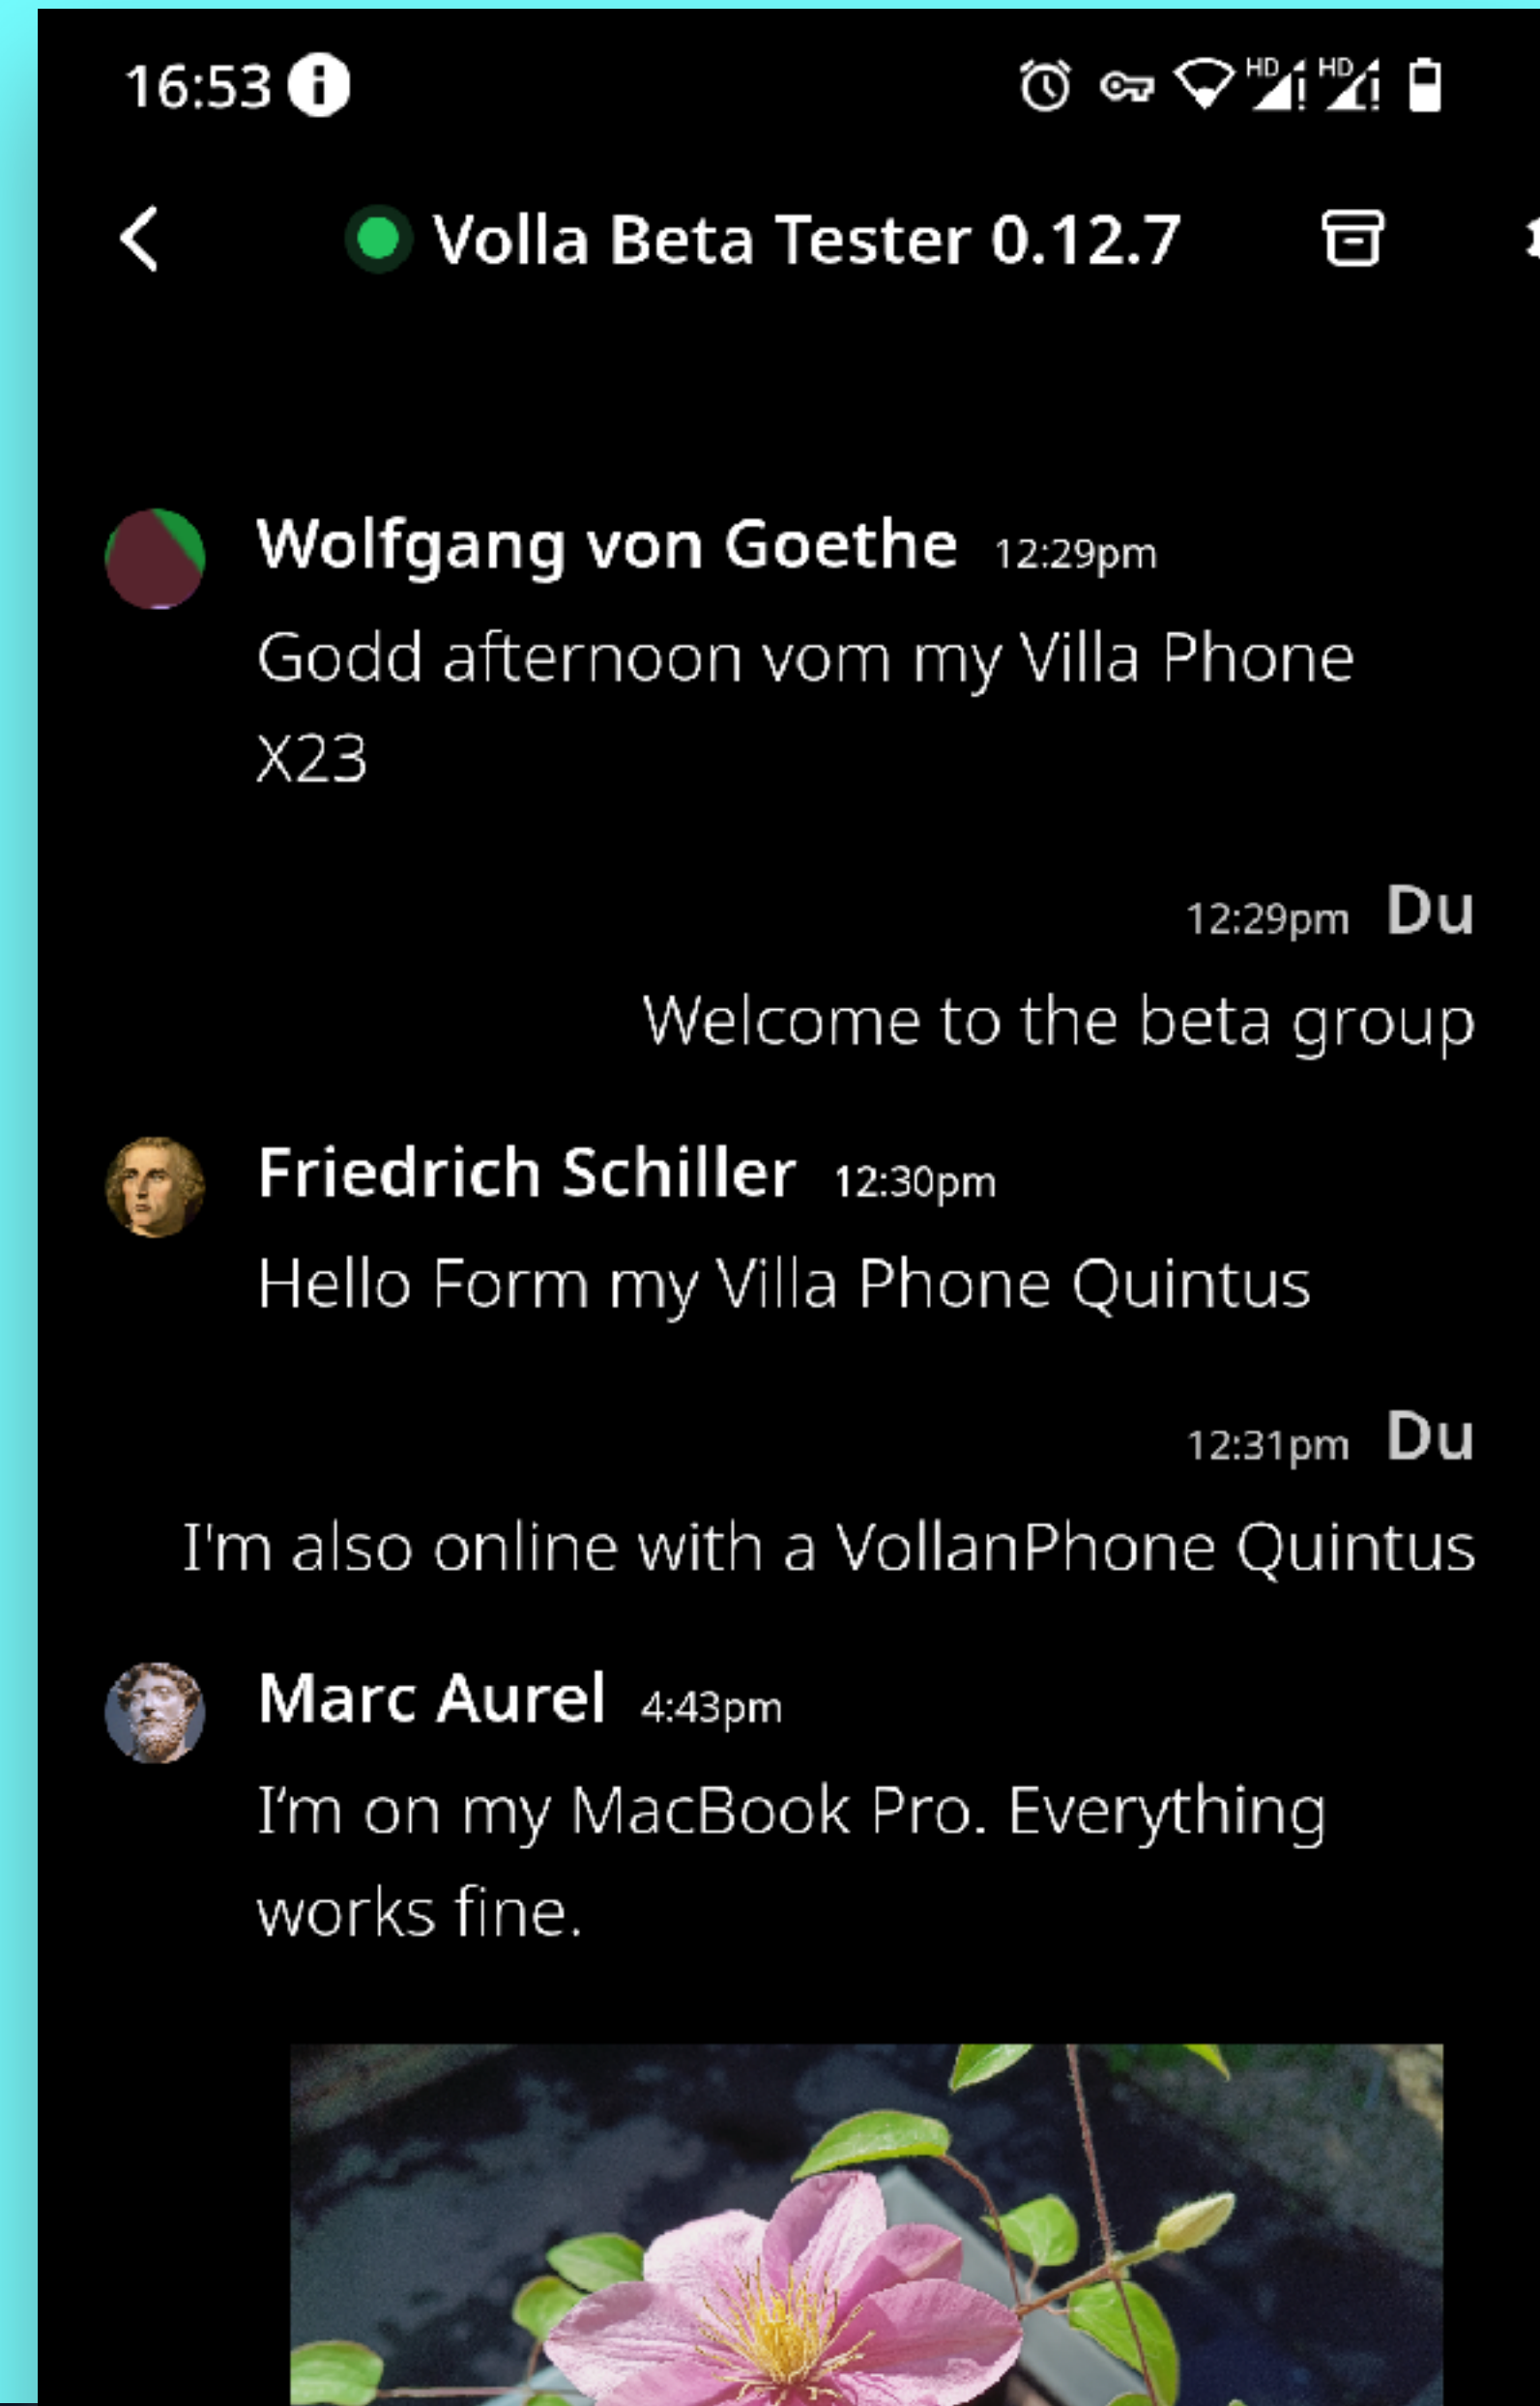 16:53
HD HD
Volla Beta Tester 0.12.7
Wolfgang von Goethe 12:29pm
Godd afternoon vom my Villa Phone
X23
12:29pm Du
Welcome to the beta group
Friedrich Schiller 12:30pm
Hello Form my Villa Phone Quintus
12:31pm Du
I'm also online with a VollanPhone Quintus
Marc Aurel 4:43pm
I‘m on my MacBook Pro. Everything
works fine.